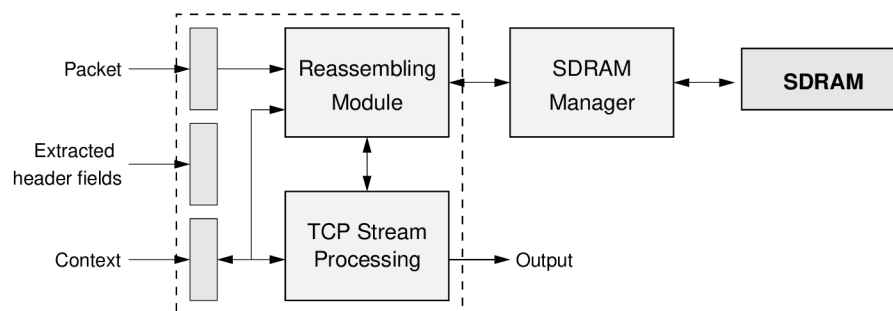 Packet
Reassembling
Module
SDRAM
Manager
SDRAM
Extracted
header fields
Context
TCP Stream
Processing
Output